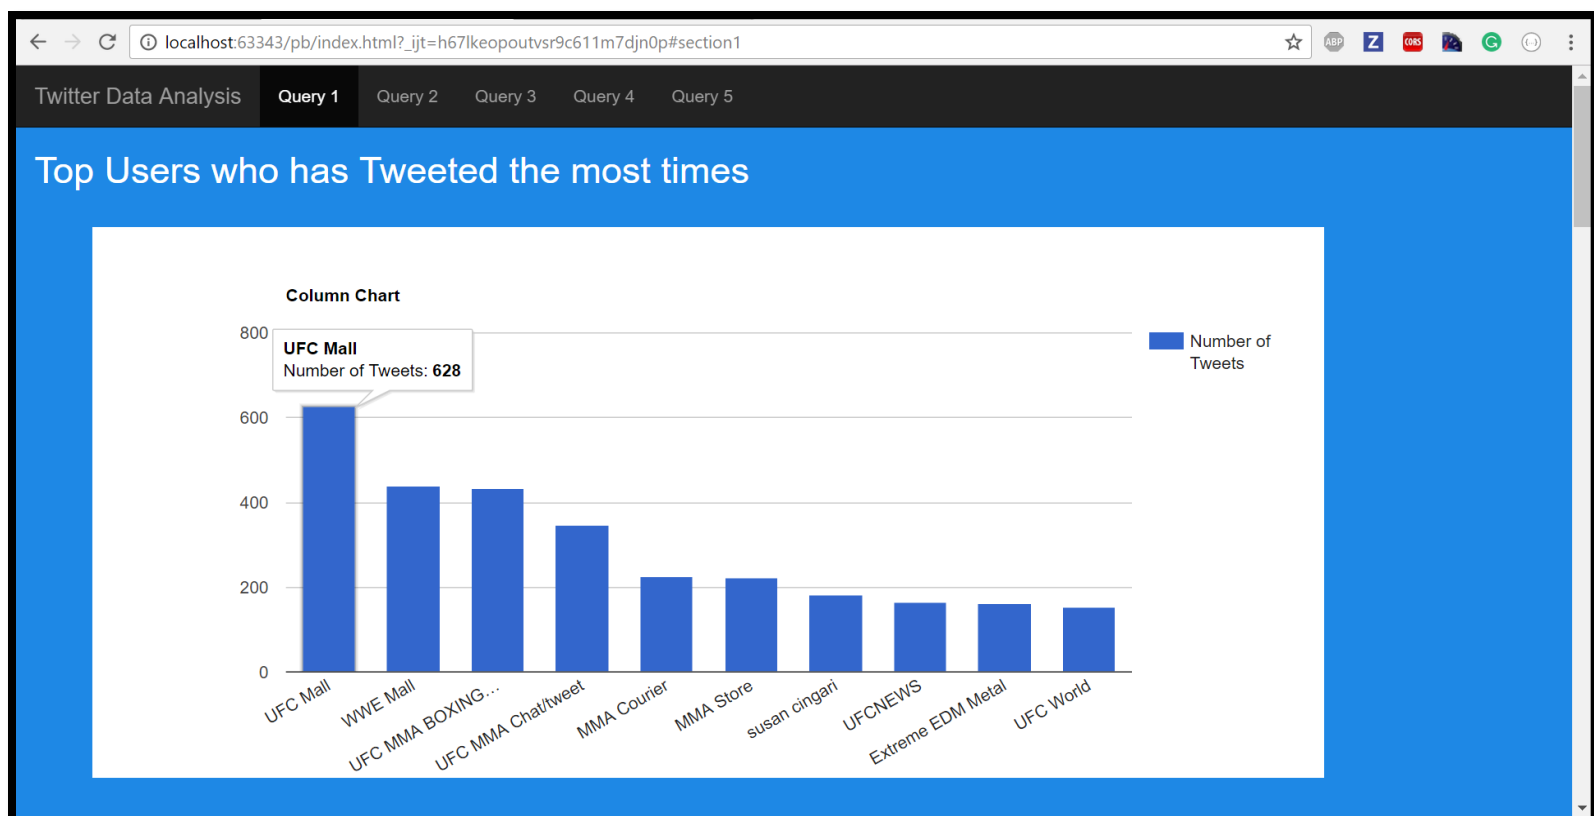 localhost:63343/pb/index.html?_ijt=h67lkeopoutvsr9c611m7djn0p#section1
ABP
Z
CORS
G
{··}
Twitter Data Analysis Query 1 Query 2 Query 3 Query 4 Query 5
Top Users who has Tweeted the most times
Column Chart
800
UFC Mall
Number of Tweets: 628
Number of
Tweets
600
400
200
0
UFC Mall
WWE Mall
UFC MMA BOXING...
UFC MMA Chat/tweet
MMA Courier
MMA Store
susan cingari
UFCNEWS
Extreme EDM Metal
UFC World